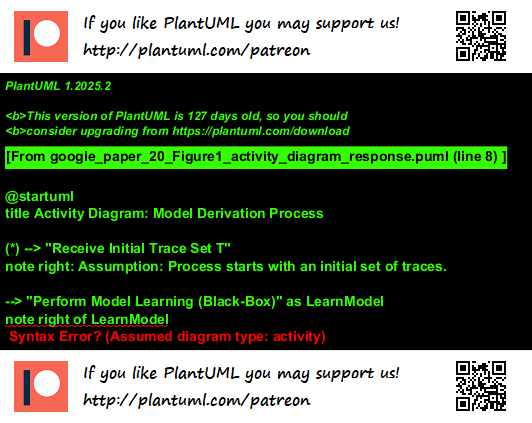 If you like PlantUML you may support us!
http://plantuml.com/patreon
PlantUML 1.2025.2
<b>This version of PlantUML is 127 days old, so you should
<b>consider upgrading from https://plantuml.com/download
[From google_paper_20_Figure1_activity_diagram_response.puml (line 8) ]
@startuml
title Activity Diagram: Model Derivation Process
(*) --> "Receive Initial Trace Set T"
note right: Assumption: Process starts with an initial set of traces.
--> "Perform Model Learning (Black-Box)" as LearnModel
note right of LearnModel
Syntax Error? (Assumed diagram type: activity)
If you like PlantUML you may support us!
http://plantuml.com/patreon